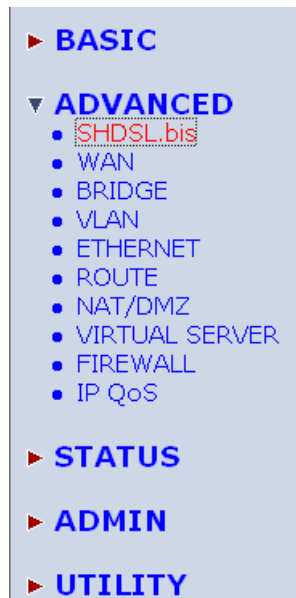 BASIC
ADVANCED
SHDSL.bis
WAN
BRIDGE
VLAN
ETHERNET
ROUTE
NAT/DMZ
VIRTUAL SERVER
FIREWALL
IP QoS
STATUS
ADMIN
UTILITY